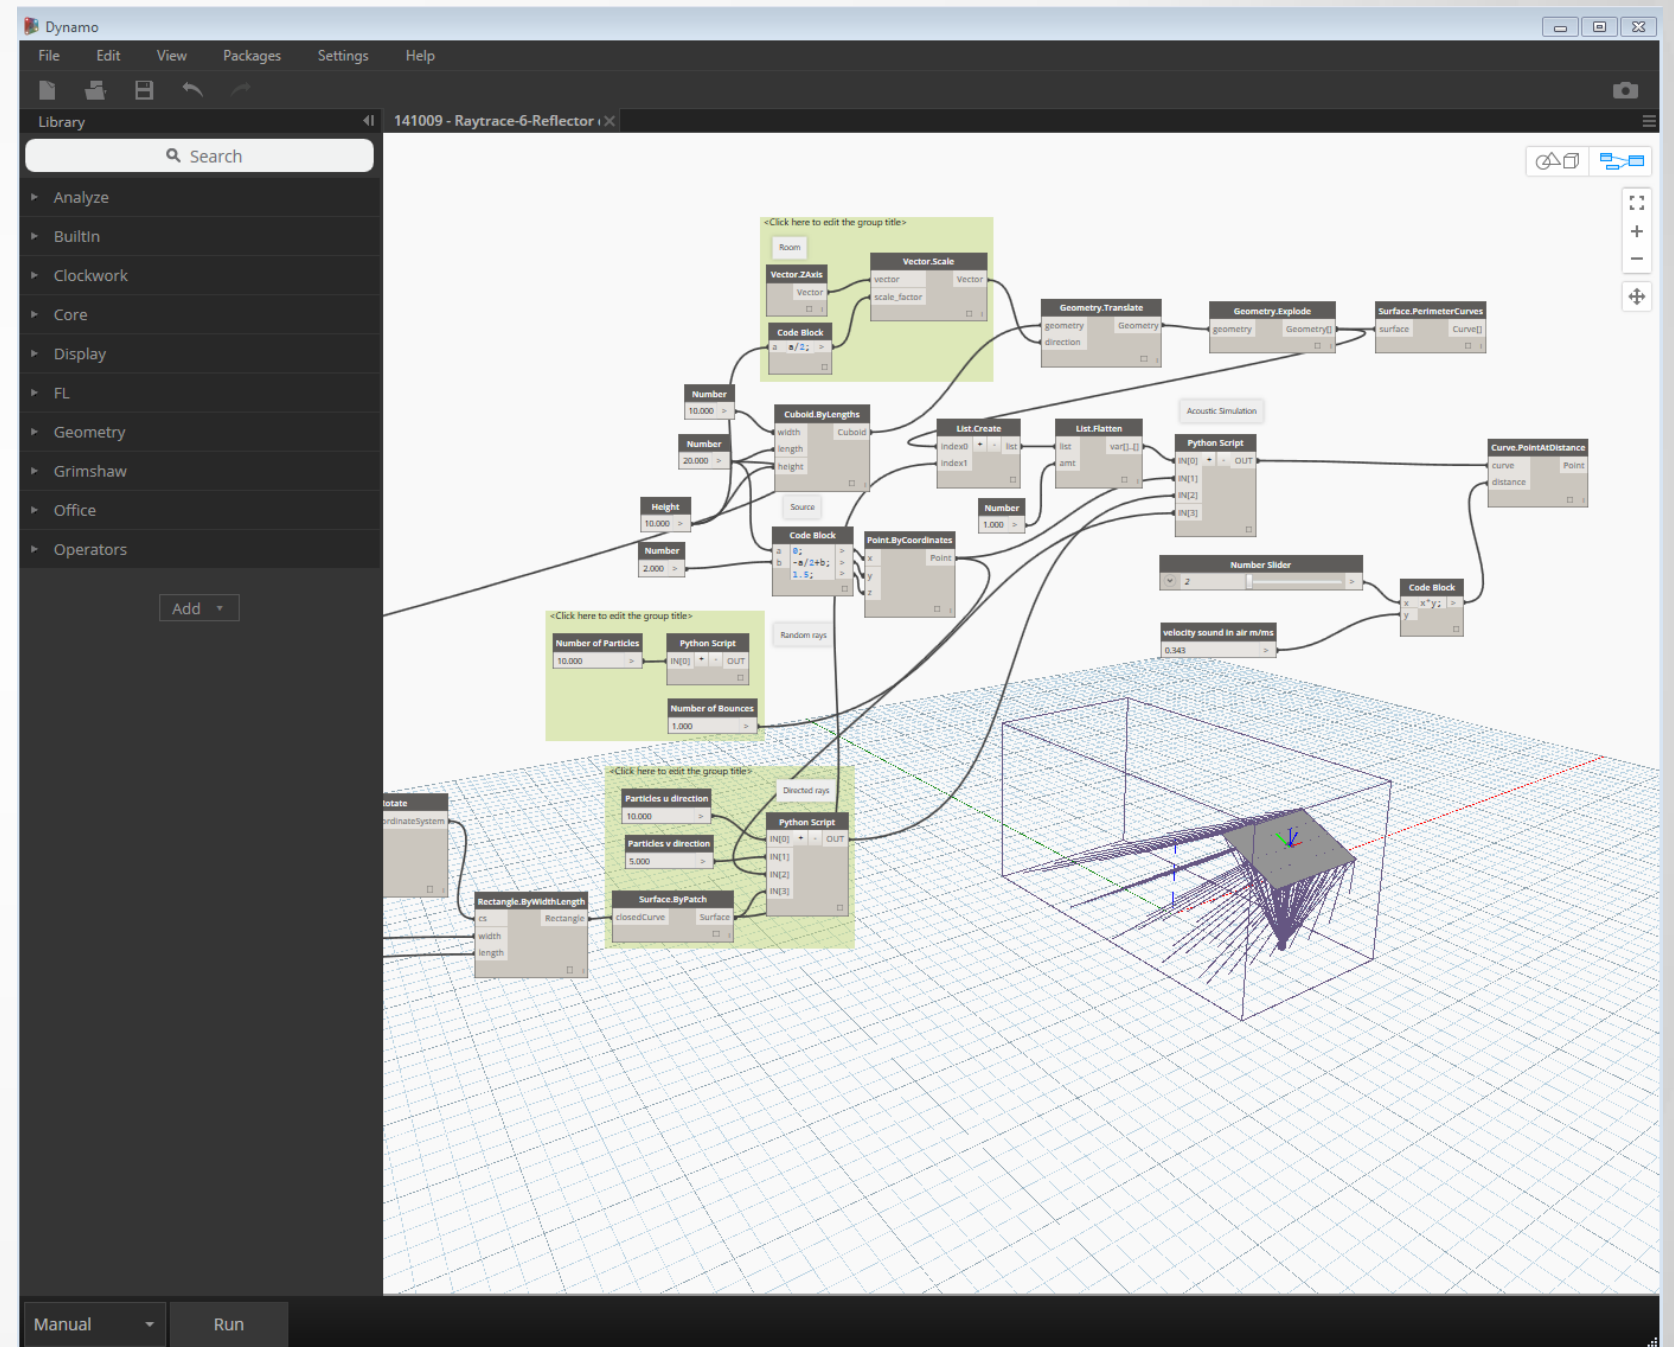 Dynamo
File Edit View Packages Settings Help
Library
141009 - Raytrace-6-Reflector
Search
Analyze
BuiltIn
Clockwork
Core
Display
FL
Geometry
Grimshaw
Office
Operators
Add
<Click here to edit the group title>
Room
Vector.ZAxis
Vector
Vector.Scale
vector Vector
scale_factor
Code Block
a a/2; >
Geometry.Translate
geometry Geometry
direction
Geometry.Explode
geometry Geometry[]
Surface.PerimeterCurves
surface Curve[]
Number
10.000 >
Number
20.000 >
Height
10.000 >
Number
2.000 >
Cuboid.ByLengths
width Cuboid
length
height
Source
Code Block
a 0; >
b -a/2+b; >
1.5; >
Point.ByCoordinates
x Point
y
z
List.Create
index0 + - list
index1
Number
1.000 >
List.Flatten
list var[]..[]
amt
Acoustic Simulation
Python Script
IN[0] + - OUT
IN[1]
IN[2]
IN[3]
Curve.PointAtDistance
curve Point
distance
Number Slider
2 >
Code Block
x x*y; >
y
velocity sound in air m/ms
0.343 >
<Click here to edit the group title>
Number of Particles
10.000 >
Python Script
IN[0] + - OUT
Number of Bounces
1.000 >
Random rays
<Click here to edit the group title>
Particles u direction
10.000 >
Particles v direction
5.000 >
Directed rays
Python Script
IN[0] + - OUT
IN[1]
IN[2]
IN[3]
Surface.ByPatch
closedCurve Surface
otate
ordinateSystem
Rectangle.ByWidthLength
cs Rectangle
width
length
Manual
Run